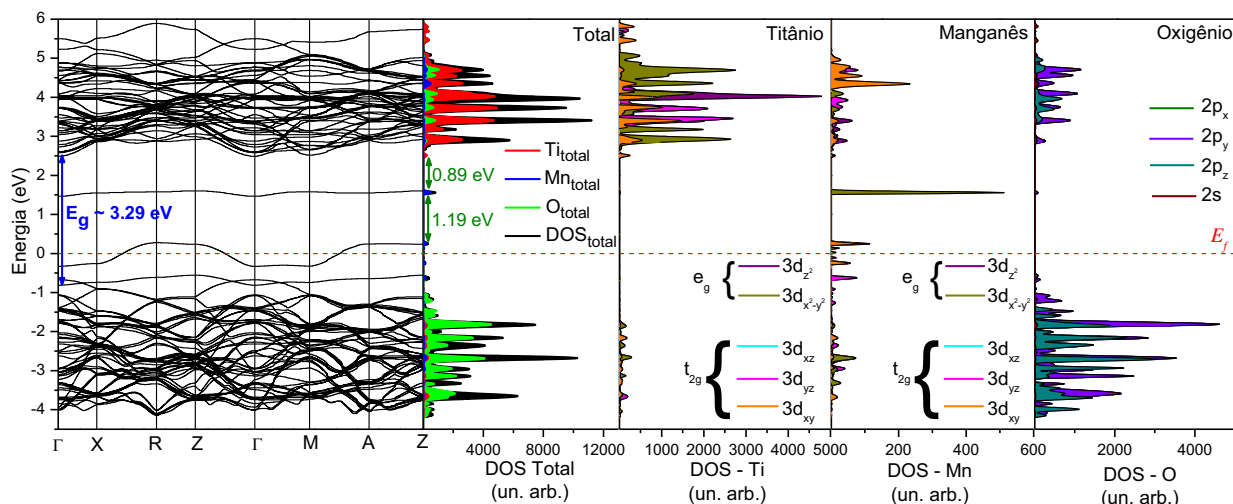 Energia (eV)
6
5
4
3
2
1
0
-1
-2
-3
-4
Γ X R Z Γ M A Z
E_g ~ 3.29 eV
Total
0.89 eV
1.19 eV
Ti_total
Mn_total
O_total
DOS_total
4000 8000 12000
DOS Total
(un. arb.)
Titânio
e_g { 3d_z²
3d_x²-y²
t_2g { 3d_xz
3d_yz
3d_xy
0 1000 2000 3000 4000 5000
DOS - Ti
(un. arb.)
Manganês
e_g { 3d_z²
3d_x²-y²
t_2g { 3d_xz
3d_yz
3d_xy
0 200 400 600
DOS - Mn
(un. arb.)
Oxigênio
2p_x
2p_y
2p_z
2s
E_f
2000 4000
DOS - O
(un. arb.)